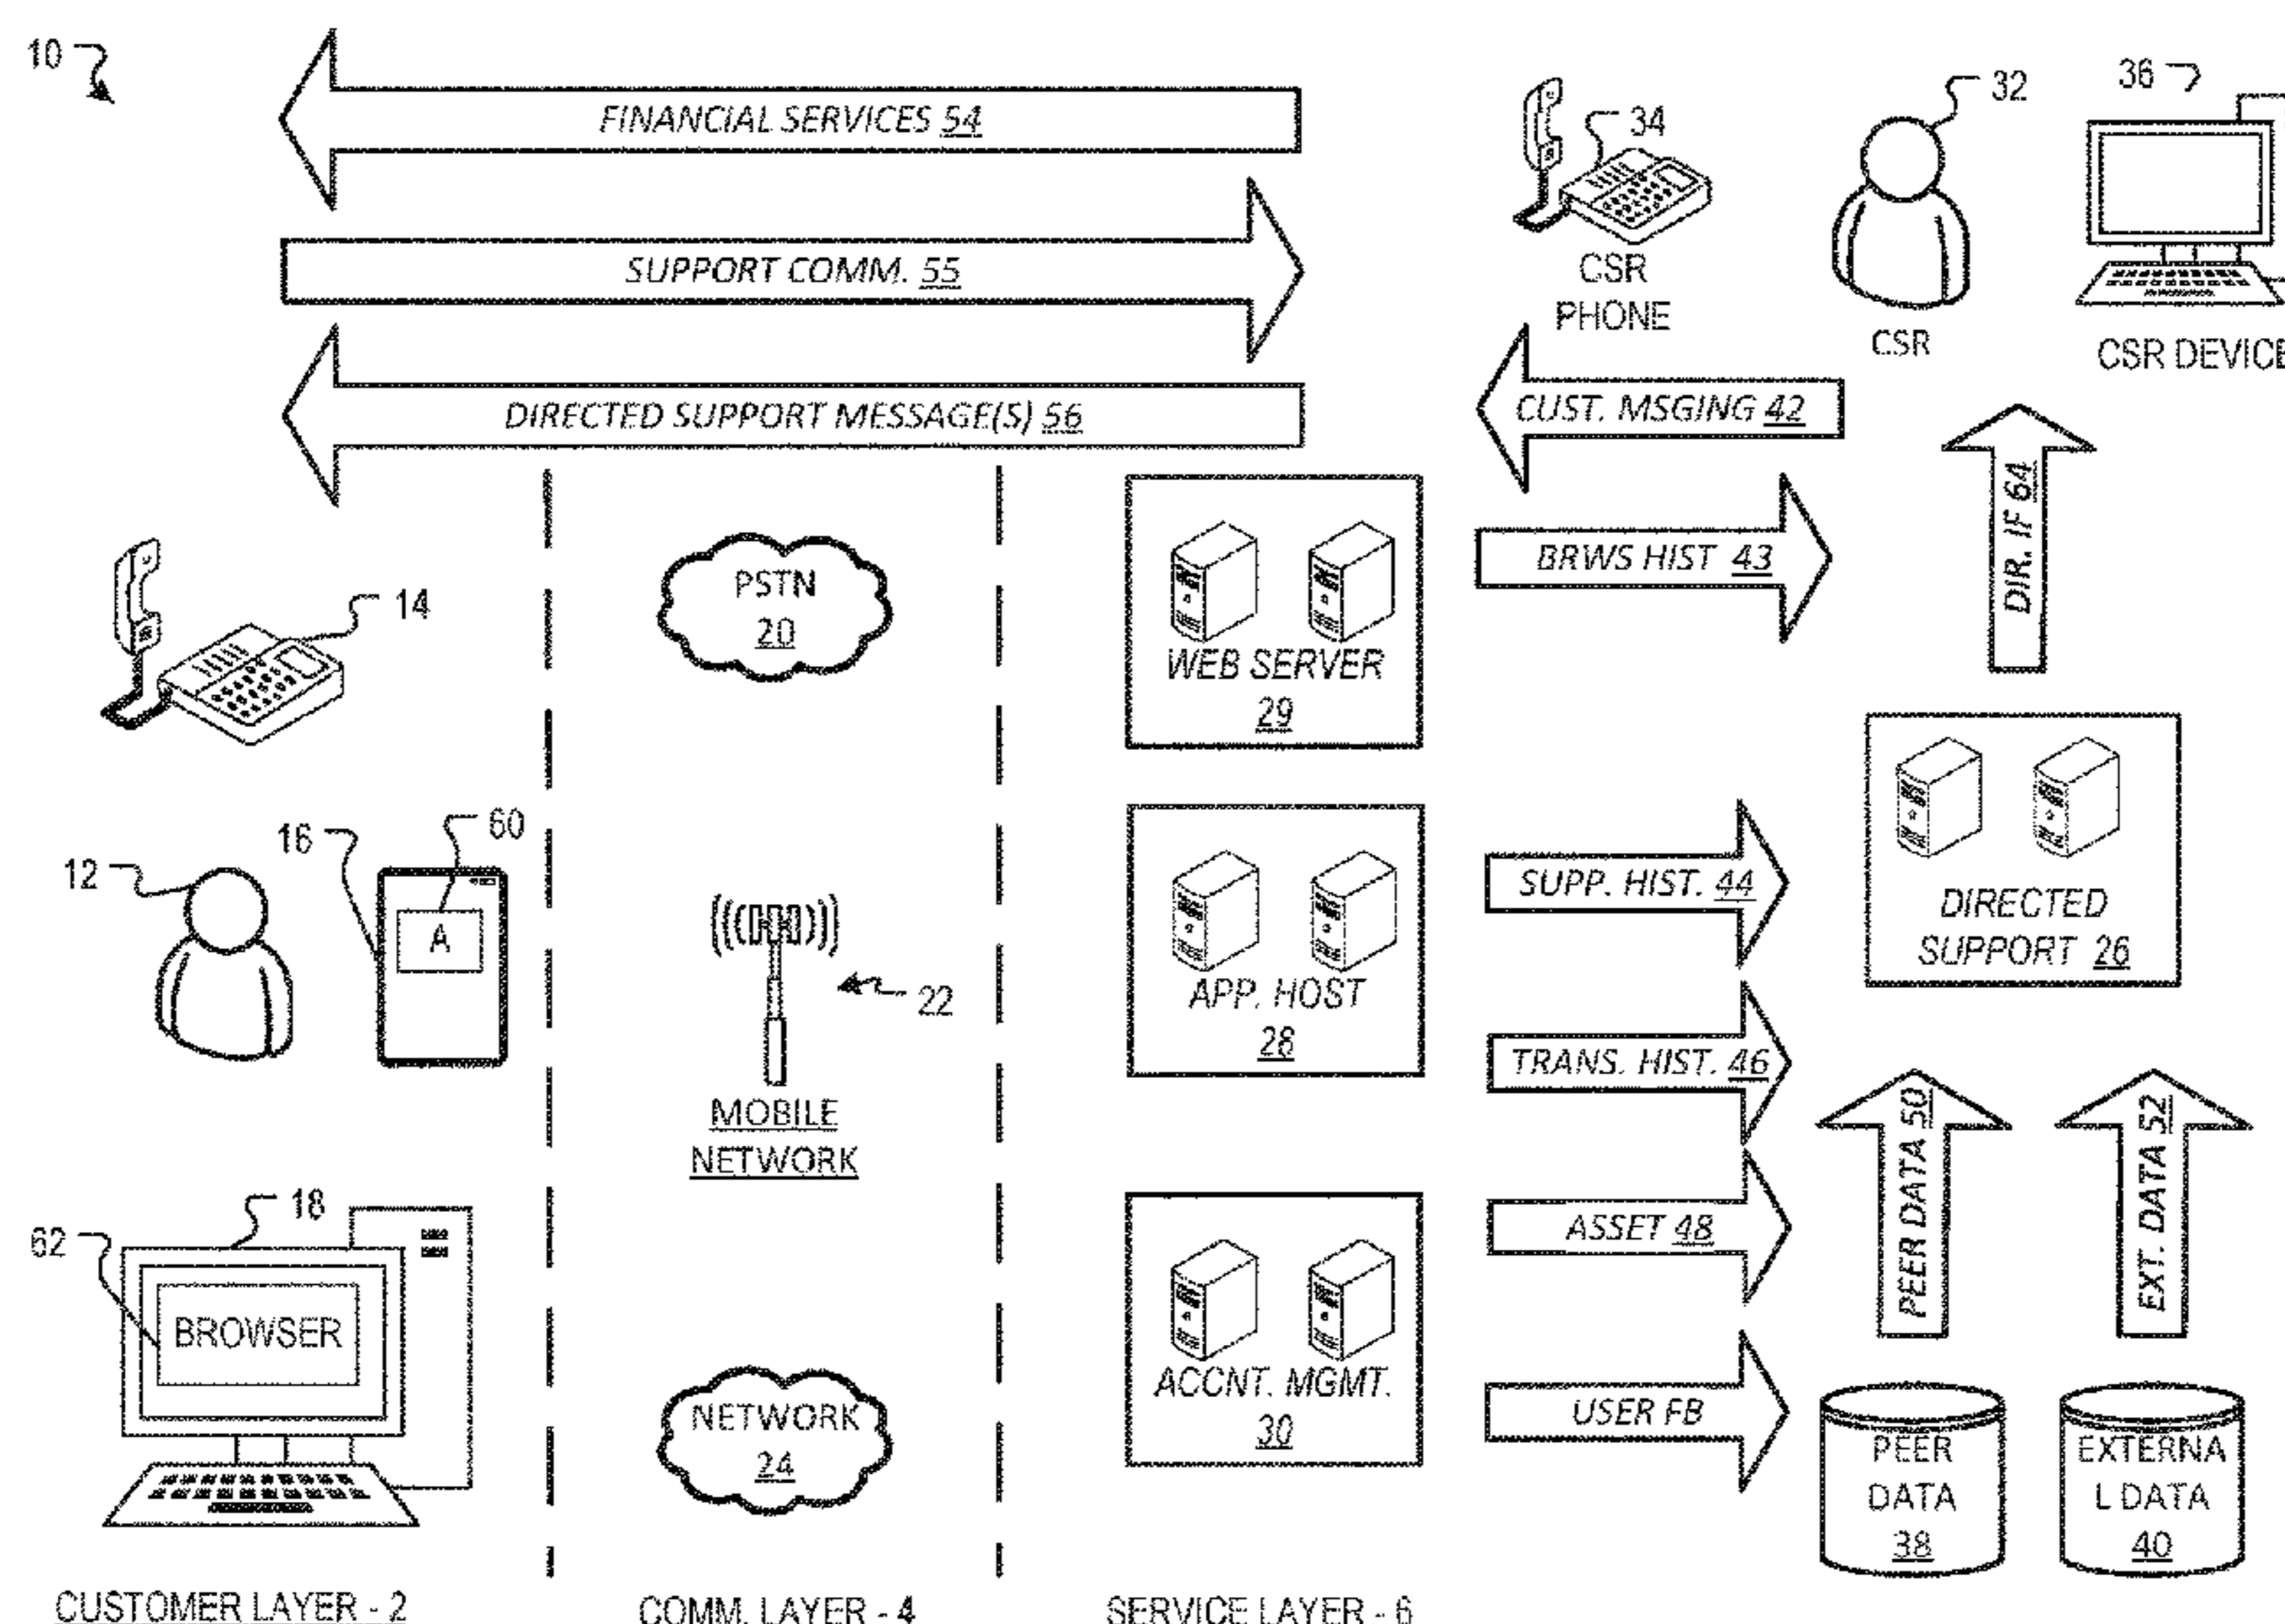 10
FINANCIAL SERVICES 54
SUPPORT COMM. 55
DIRECTED SUPPORT MESSAGE(S) 56
34
CSR
PHONE
32
CSR
36
CSR DEVICE
CUST. MSGING 42
BRWS HIST 43
DIR. IF 64
14
PSTN
20
WEB SERVER
29
12
16
60
A
22
MOBILE
NETWORK
APP. HOST
28
SUPP. HIST. 44
TRANS. HIST. 46
DIRECTED
SUPPORT 26
ASSET 48
USER FB
PEER DATA 50
EXT. DATA 52
62
18
BROWSER
NETWORK
24
ACCNT. MGMT.
30
PEER
DATA
38
EXTERNA
L DATA
40
CUSTOMER LAYER - 2
COMM. LAYER - 4
SERVICE LAYER - 6